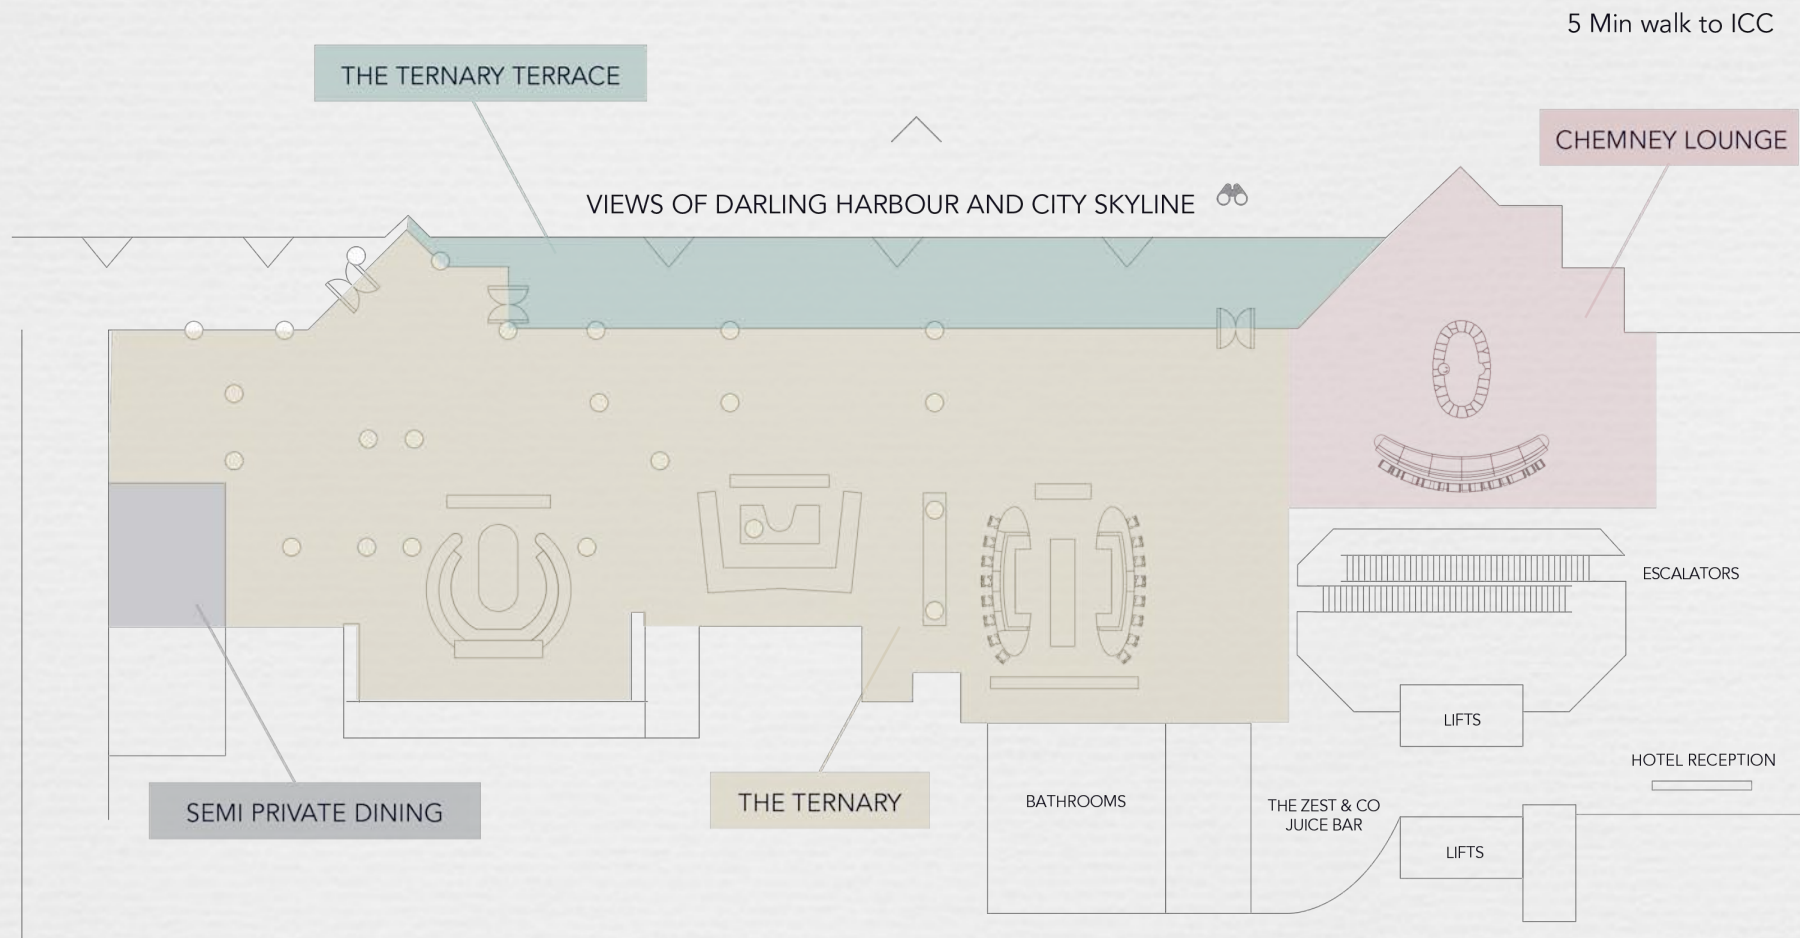 5 Min walk to ICC
THE TERNARY TERRACE
CHEMNEY LOUNGE
VIEWS OF DARLING HARBOUR AND CITY SKYLINE
ESCALATORS
LIFTS
HOTEL RECEPTION
SEMI PRIVATE DINING
THE TERNARY
BATHROOMS
THE ZEST & CO
JUICE BAR
LIFTS